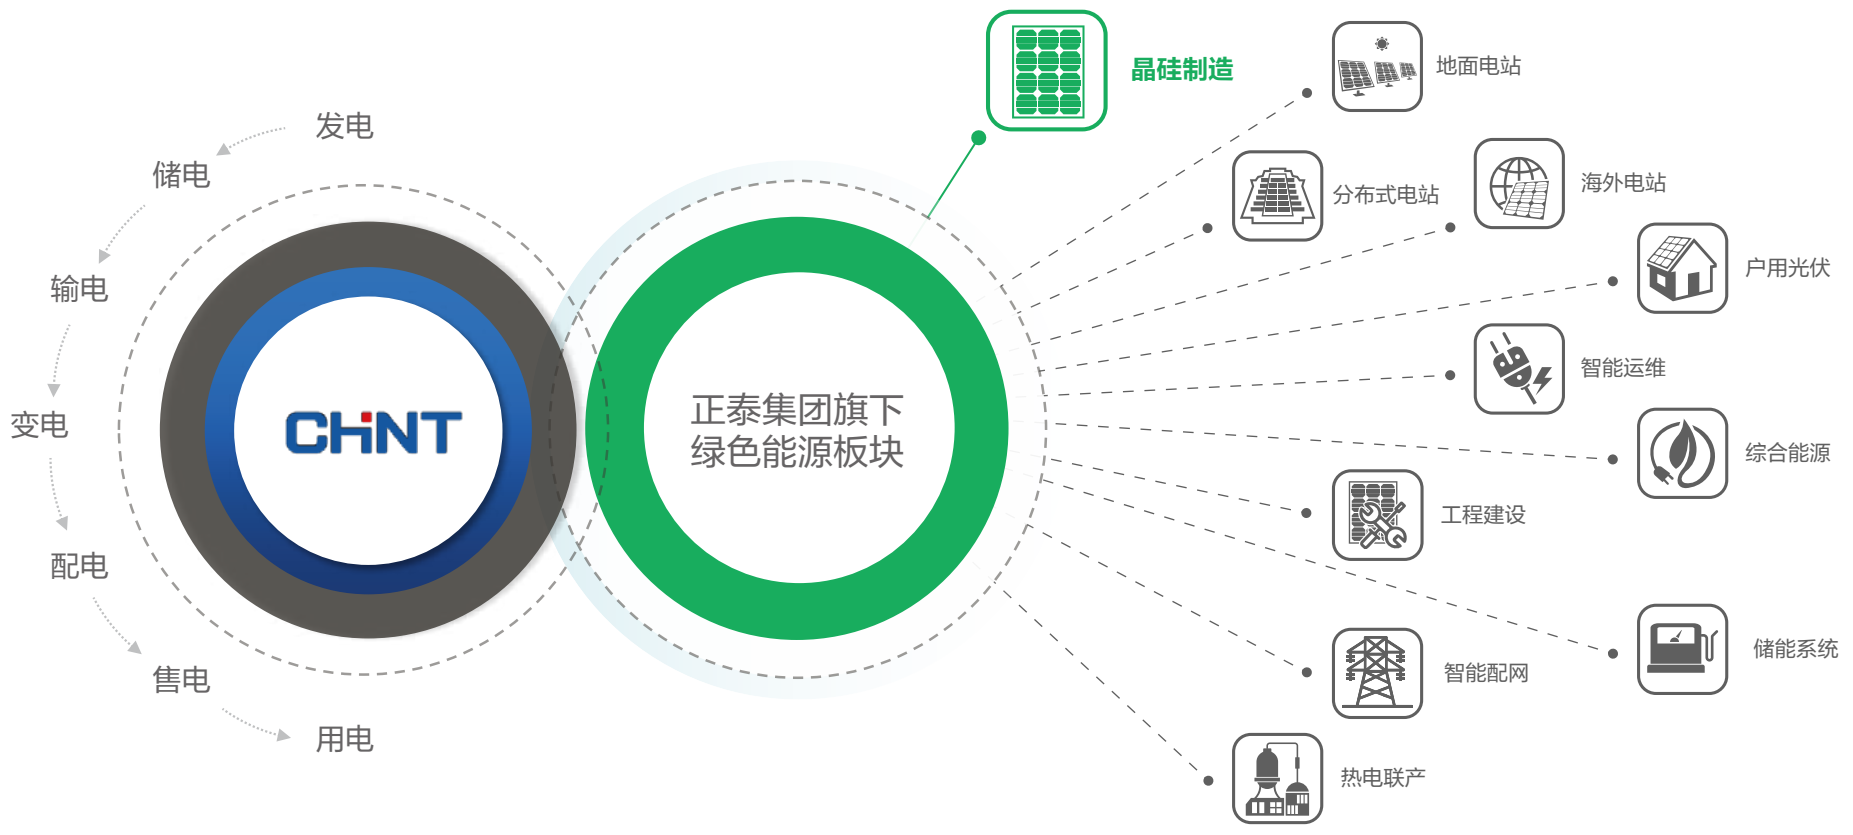 发电
储电
输电
变电
配电
售电
用电
CHiNT
正泰集团旗下
绿色能源板块
晶硅制造
地面电站
分布式电站
海外电站
户用光伏
智能运维
综合能源
工程建设
储能系统
智能配网
热电联产